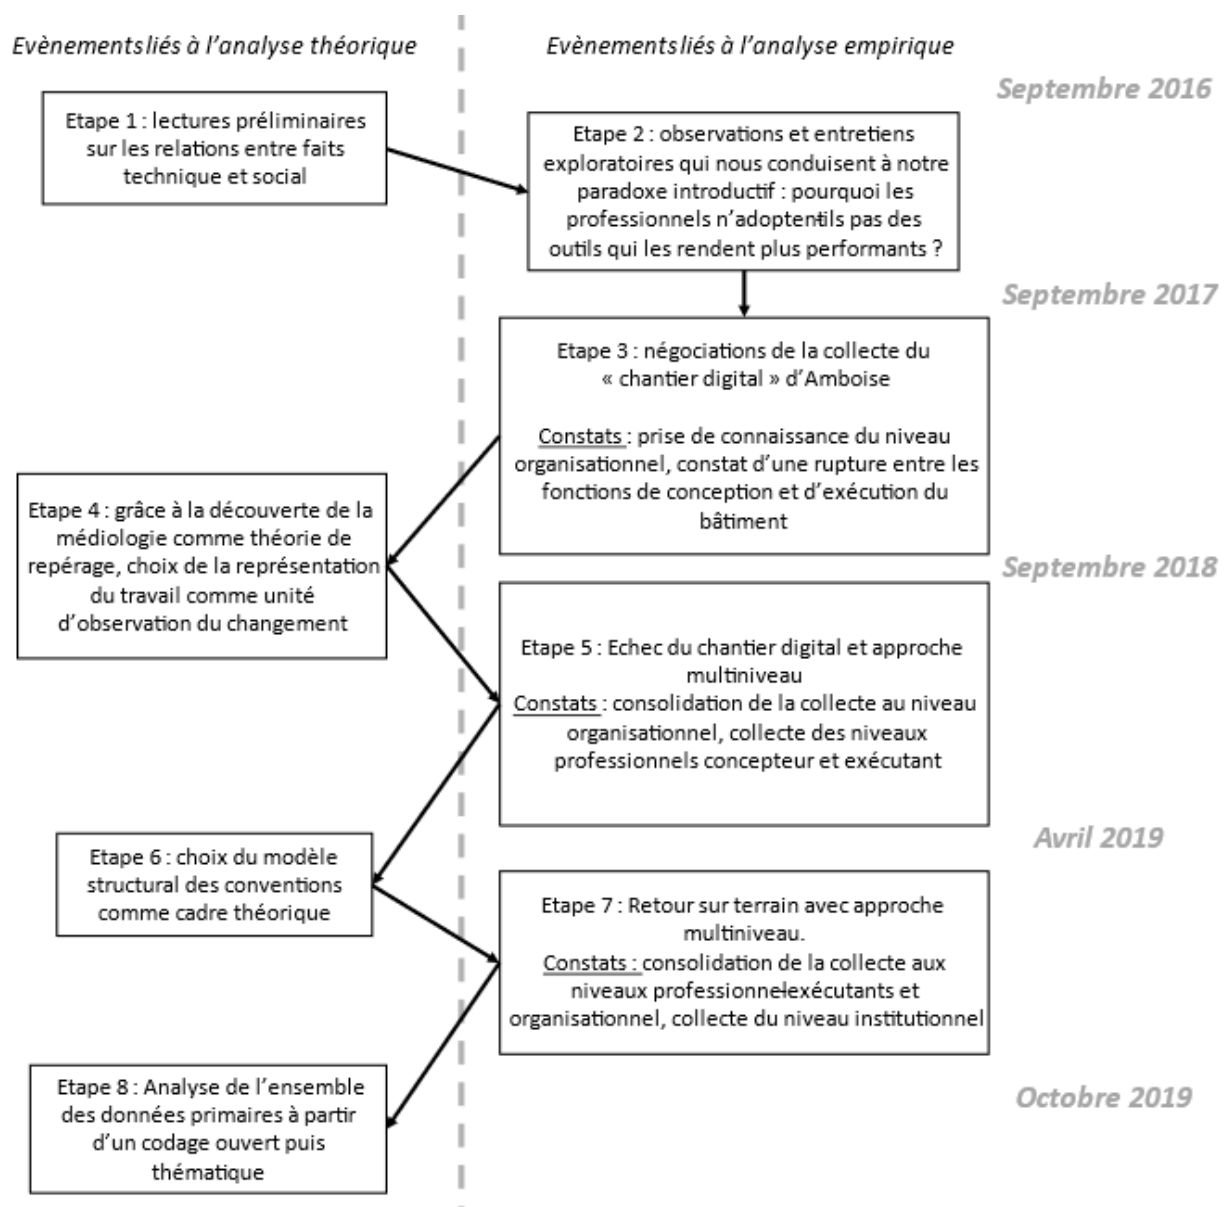 Evènements liés à l'analyse théorique
Evènements liés à l'analyse empirique
Septembre 2016
Etape 1 : lectures préliminaires
sur les relations entre faits
technique et social
Etape 2 : observations et entretiens
exploratoires qui nous conduisent à notre
paradoxe introductif : pourquoi les
professionnels n'adoptent-ils pas des
outils qui les rendent plus performants ?
Septembre 2017
Etape 3 : négociations de la collecte du
« chantier digital » d'Amboise
Constats : prise de connaissance du niveau
organisationnel, constat d'une rupture entre les
fonctions de conception et d'exécution du
bâtiment
Etape 4 : grâce à la découverte de la
médiologie comme théorie de
repérage, choix de la représentation
du travail comme unité
d'observation du changement
Septembre 2018
Etape 5 : Echec du chantier digital et approche
multiniveau
Constats : consolidation de la collecte au niveau
organisationnel, collecte des niveaux
professionnels concepteur et exécutant
Avril 2019
Etape 6 : choix du modèle
structural des conventions
comme cadre théorique
Etape 7 : Retour sur terrain avec approche
multiniveau.
Constats : consolidation de la collecte aux
niveaux professionnel-exécutants et
organisationnel, collecte du niveau institutionnel
Etape 8 : Analyse de l'ensemble
des données primaires à partir
d'un codage ouvert puis
thématique
Octobre 2019